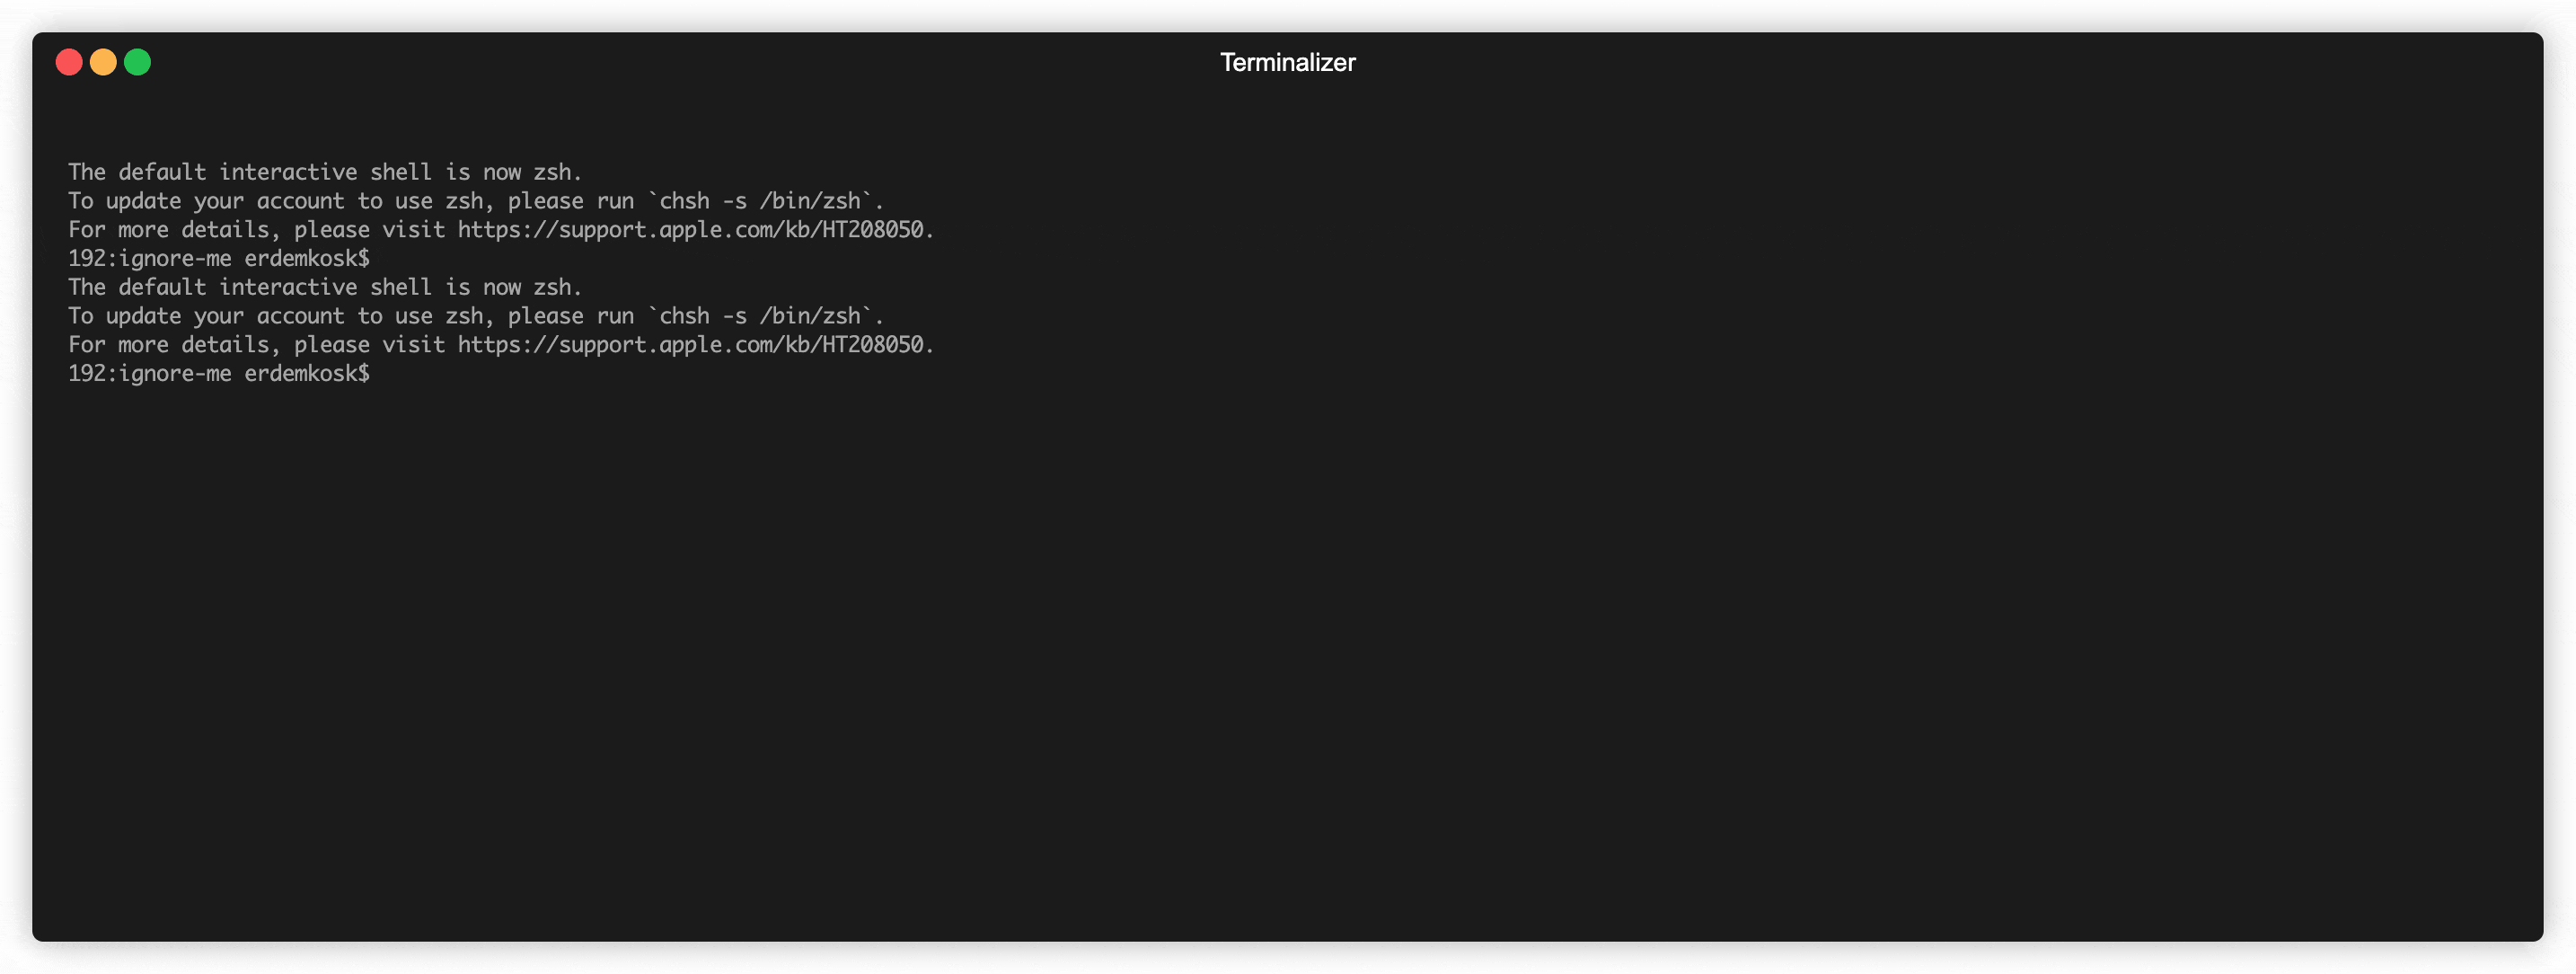 Terminalizer
The default interactive shell is now zsh.
To update your account to use zsh, please run `chsh -s /bin/zsh`.
For more details, please visit https://support.apple.com/kb/HT208050.
192:ignore-me erdemkosk$
The default interactive shell is now zsh.
To update your account to use zsh, please run `chsh -s /bin/zsh`.
For more details, please visit https://support.apple.com/kb/HT208050.
192:ignore-me erdemkosk$